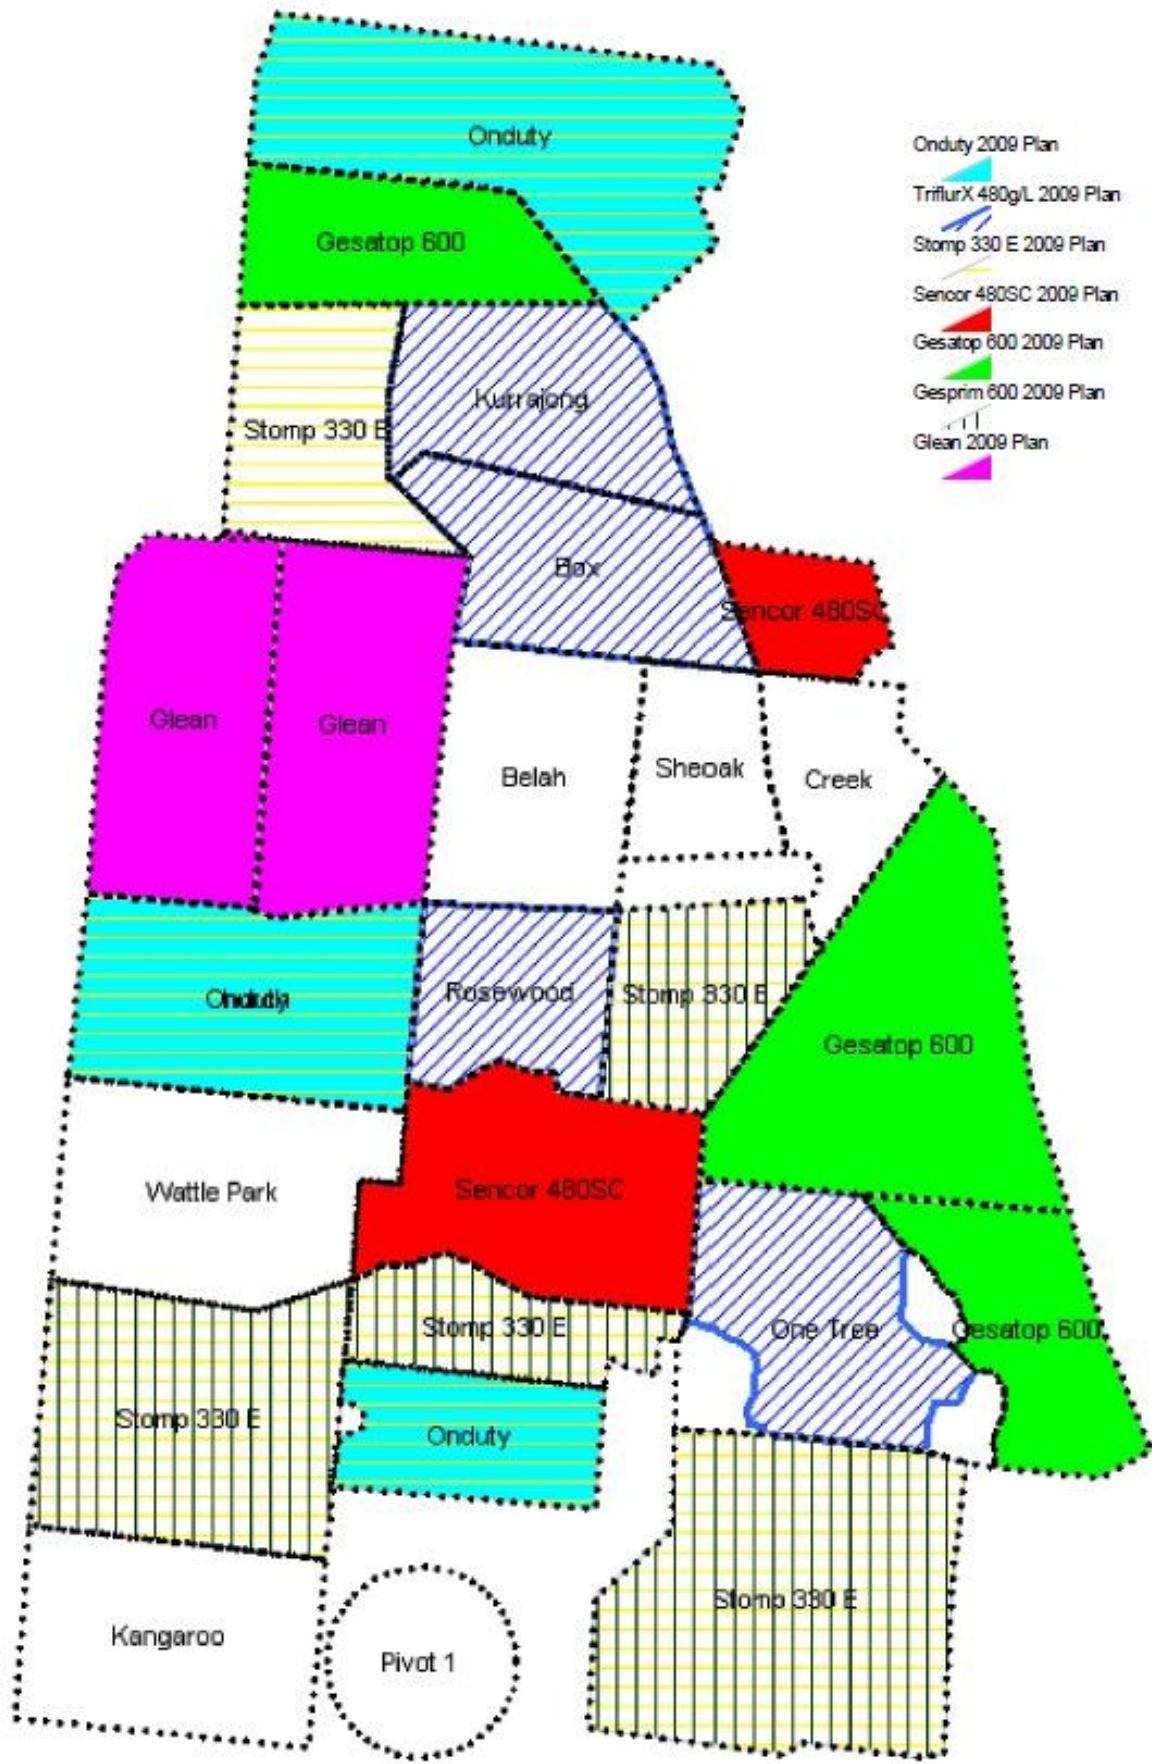 Onduty
Onduty 2009 Plan
TriflurX 480g/L 2009 Plan
Stomp 330 E 2009 Plan
Sencor 480SC 2009 Plan
Gesatop 600 2009 Plan
Gesprim 600 2009 Plan
Glean 2009 Plan
Gesatop 600
Kurrajong
Stomp 330 E
Box
Sencor 480SC
Glean
Glean
Belah
Sheoak
Creek
Rosewood
Stomp 330 E
Gesatop 600
Wattle Park
Sencor 480SC
Stomp 330 E
One Tree
Gesatop 600
Stomp 330 E
Onduty
Stomp 330 E
Kangaroo
Pivot 1